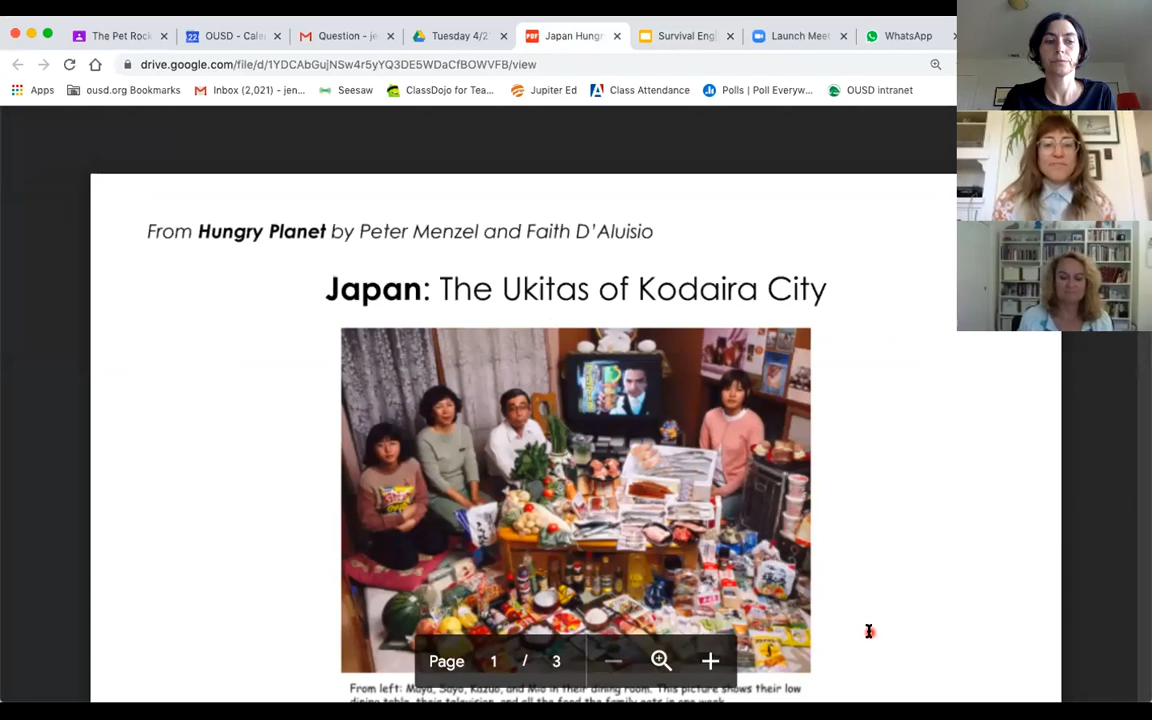 The Pet Rock
OUSD - Cale
Question - je
Tuesday 4/2
Japan Hungr
Survival Eng
Launch Mee
WhatsApp
drive.google.com/file/d/1YDCAbGujNSw4r5yYQ3DE5WDaCfBOWVFB/view
Apps
ousd.org Bookmarks
Inbox (2,021) - jen...
Seesaw
ClassDojo for Tea...
Jupiter Ed
Class Attendance
Polls | Poll Everyw...
OUSD intranet
From Hungry Planet by Peter Menzel and Faith D'Aluisio
Japan: The Ukitas of Kodaira City
Page 1 / 3
From left: Maya, Sayo, Kazuo, and Mio in their dining room. This picture shows their low
dining table, their television, and all the food the family eats in one week.